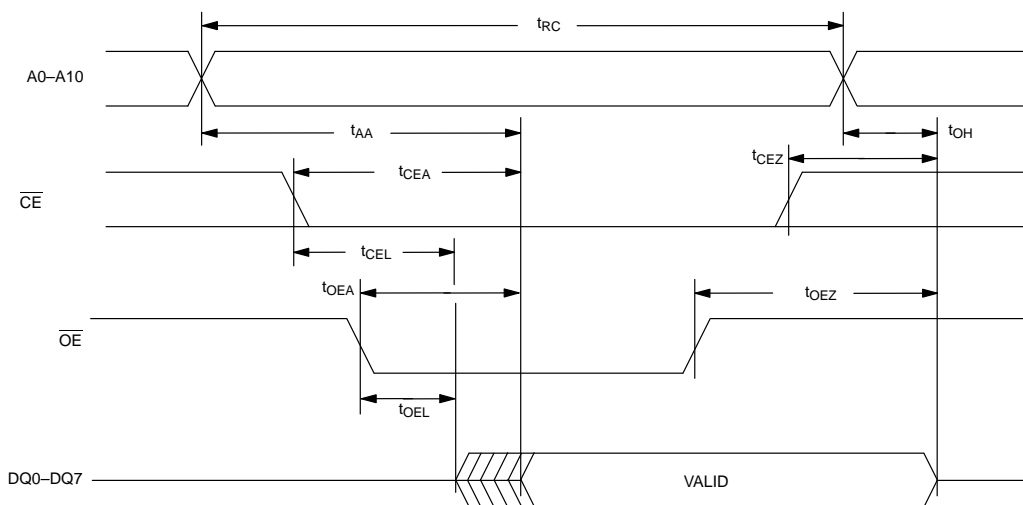 tRC
A0–A10
tAA
tOH
tCEZ
tCEA
CE
tCEL
tOEA
tOEZ
OE
tOEL
DQ0–DQ7
VALID